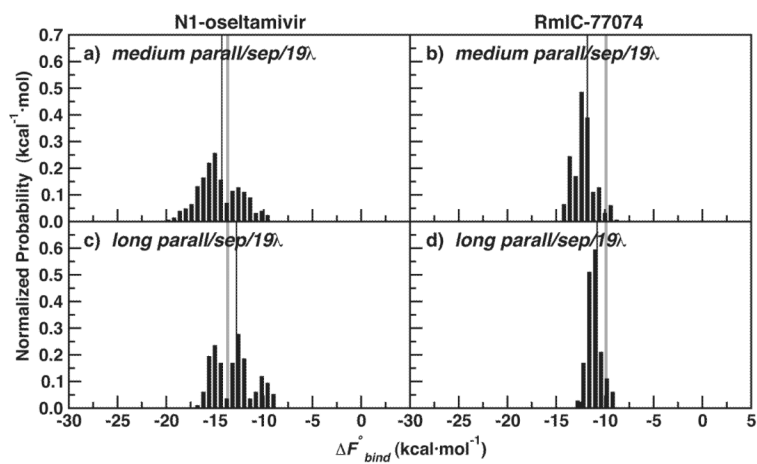 N1-oseltamivir
RmlC-77074
Normalized Probability (kcal⁻¹·mol)
0.7
0.6
0.5
0.4
0.3
0.2
0.1
0.0
a) medium parall/sep/19λ
b) medium parall/sep/19λ
0.6
0.5
0.4
0.3
0.2
0.1
0.0
c) long parall/sep/19λ
d) long parall/sep/19λ
-30 -25 -20 -15 -10 -5 0 -30 -25 -20 -15 -10 -5 0 5
ΔF°bind (kcal·mol⁻¹)